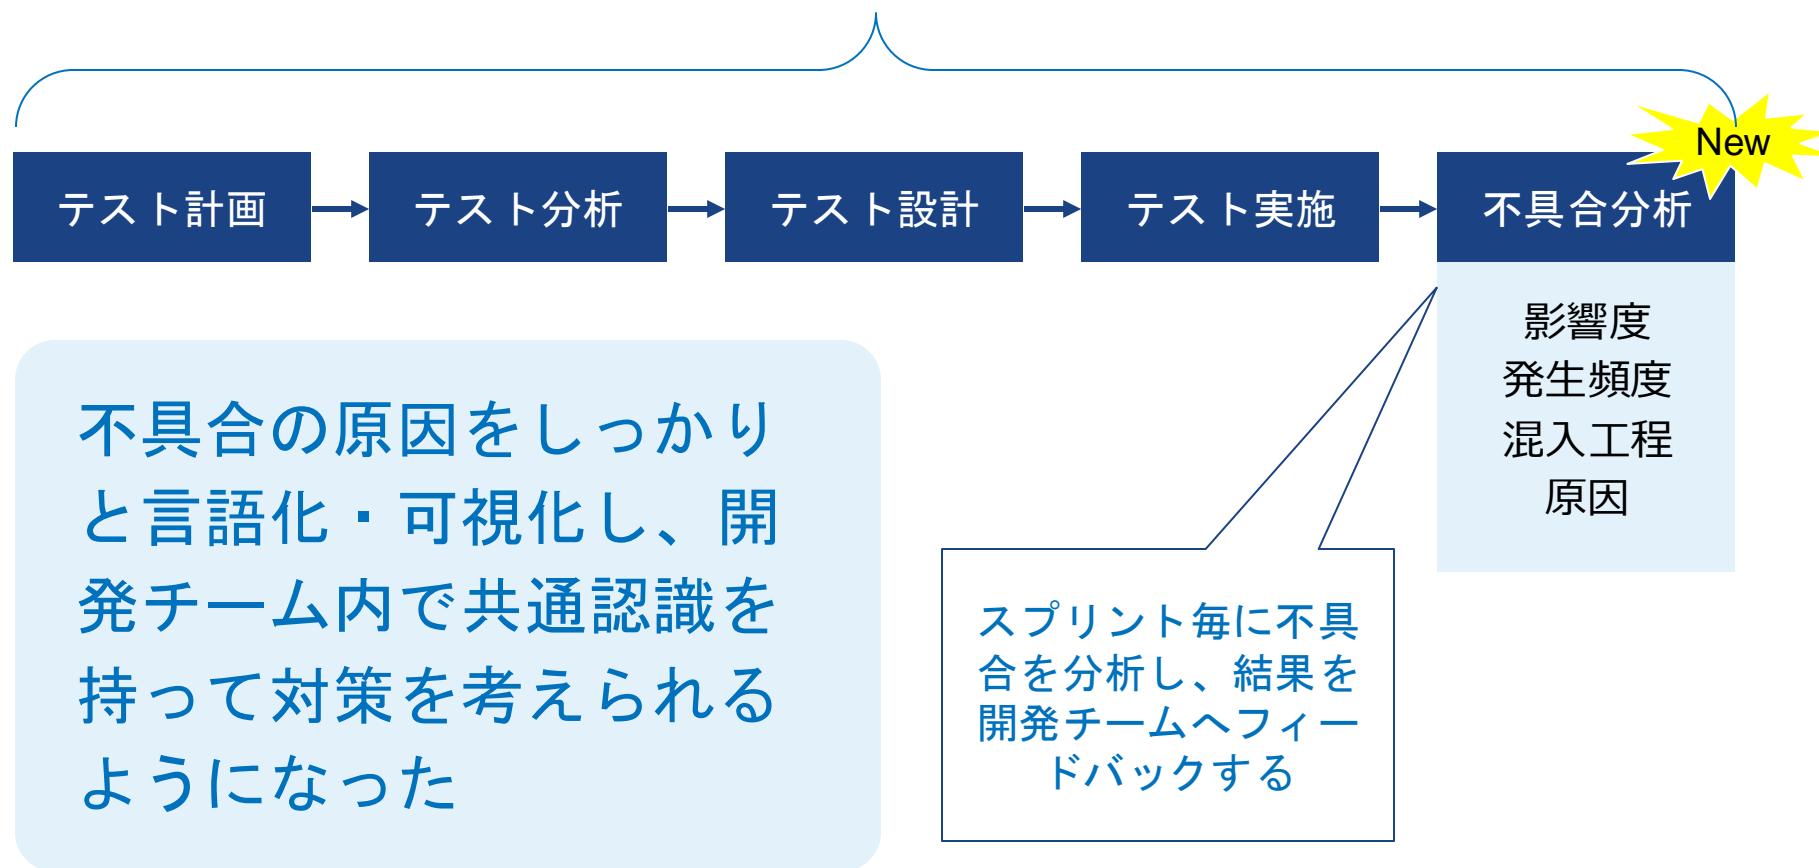 New
テスト計画
テスト分析
テスト設計
テスト実施
不具合分析
影響度
発生頻度
混入工程
原因
不具合の原因をしっかり
と言語化・可視化し、開
発チーム内で共通認識を
持って対策を考えられる
ようになった
スプリント毎に不具
合を分析し、結果を
開発チームへフィー
ドバックする